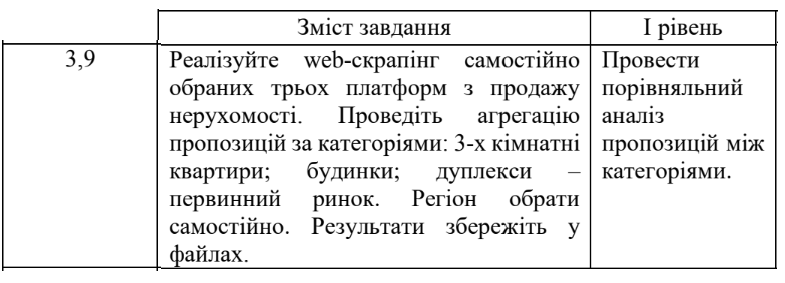 Зміст завдання
І рівень
3,9
Реалізуйте web-скрапінг самостійно
обраних трьох платформ з продажу
нерухомості. Проведіть агрегацію
пропозицій за категоріями: 3-х кімнатні
квартири; будинки; дуплекси –
первинний ринок. Регіон обрати
самостійно. Результати збережіть у
файлах.
Провести
порівняльний
аналіз
пропозицій між
категоріями.